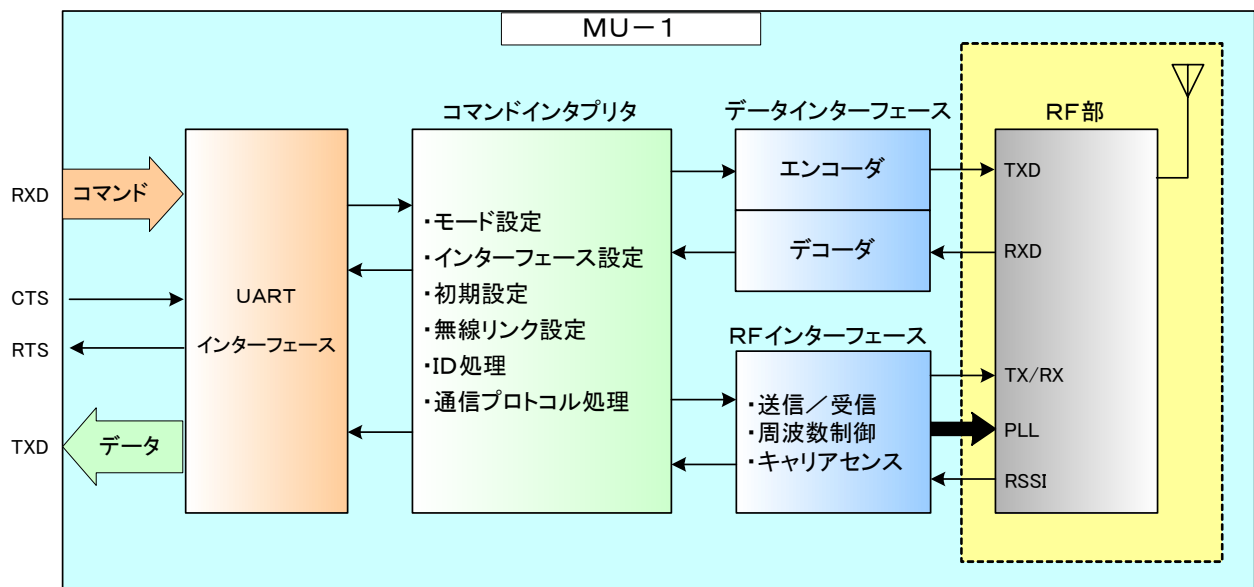 MU－1
RXD
コマンド
CTS
RTS
TXD
データ
UART
インターフェース
コマンドインタプリタ
・モード設定
・インターフェース設定
・初期設定
・無線リンク設定
・ID処理
・通信プロトコル処理
データインターフェース
エンコーダ
デコーダ
RFインターフェース
・送信／受信
・周波数制御
・キャリアセンス
RF部
TXD
RXD
TX/RX
PLL
RSSI